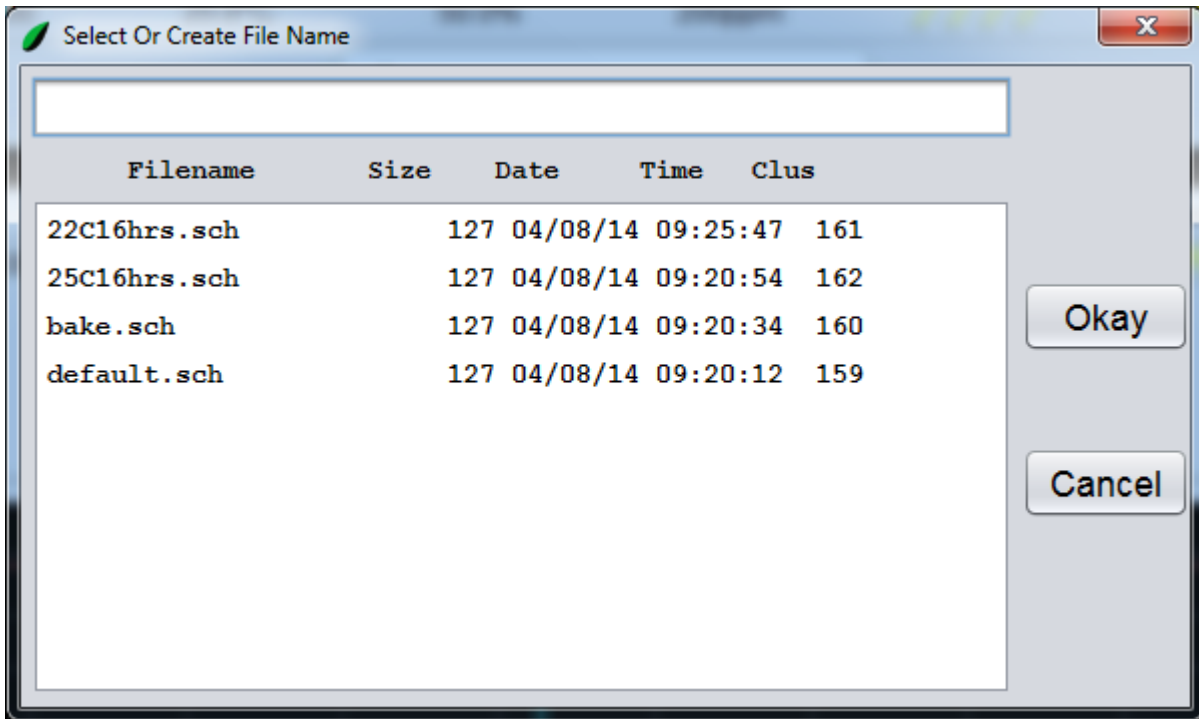 Select Or Create File Name
Filename Size Date Time Clus
22C16hrs.sch 127 04/08/14 09:25:47 161
25C16hrs.sch 127 04/08/14 09:20:54 162
bake.sch 127 04/08/14 09:20:34 160
default.sch 127 04/08/14 09:20:12 159
Okay
Cancel